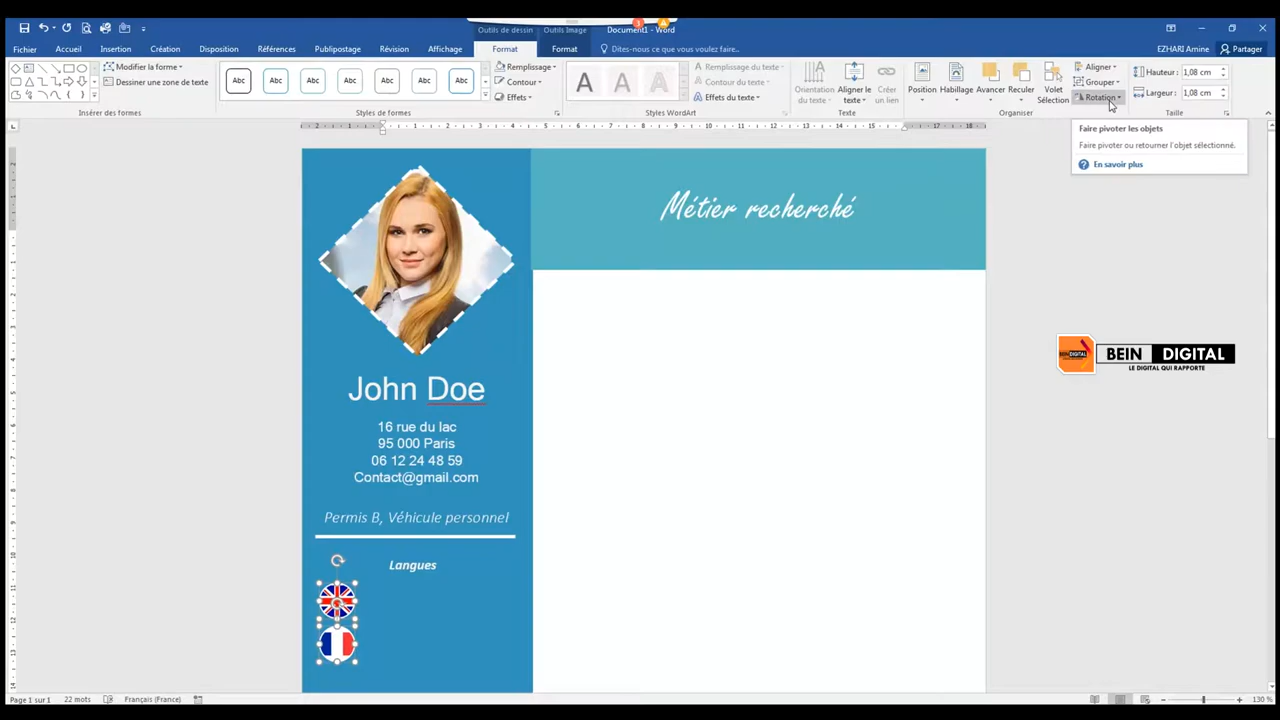 Outils de dessin Outils Image Document1 - Word
Fichier Accueil Insertion Création Disposition Références Publipostage Révision Affichage Format Format Dites-nous ce que vous voulez faire... EZHARI Amine Partager
Modifier la forme
Dessiner une zone de texte
Insérer des formes
Abc Abc Abc Abc Abc Abc Abc
Remplissage
Contour
Effets
Styles de formes
A A A
Remplissage du texte
Contour du texte
Effets du texte
Styles WordArt
Orientation du texte
Aligner le texte
Créer un lien
Texte
Position
Habillage
Avancer
Reculer
Volet Sélection
Aligner
Grouper
Rotation
Organiser
Hauteur: 1,08 cm
Largeur: 1,08 cm
Taille
Faire pivoter les objets
Faire pivoter ou retourner l'objet sélectionné.
En savoir plus
Métier recherché
John Doe
16 rue du lac
95 000 Paris
06 12 24 48 59
Contact@gmail.com
Permis B, Véhicule personnel
Langues
BEIN DIGITAL
LE DIGITAL QUI RAPPORTE
Page 1 sur 1 22 mots Français (France) 130 %